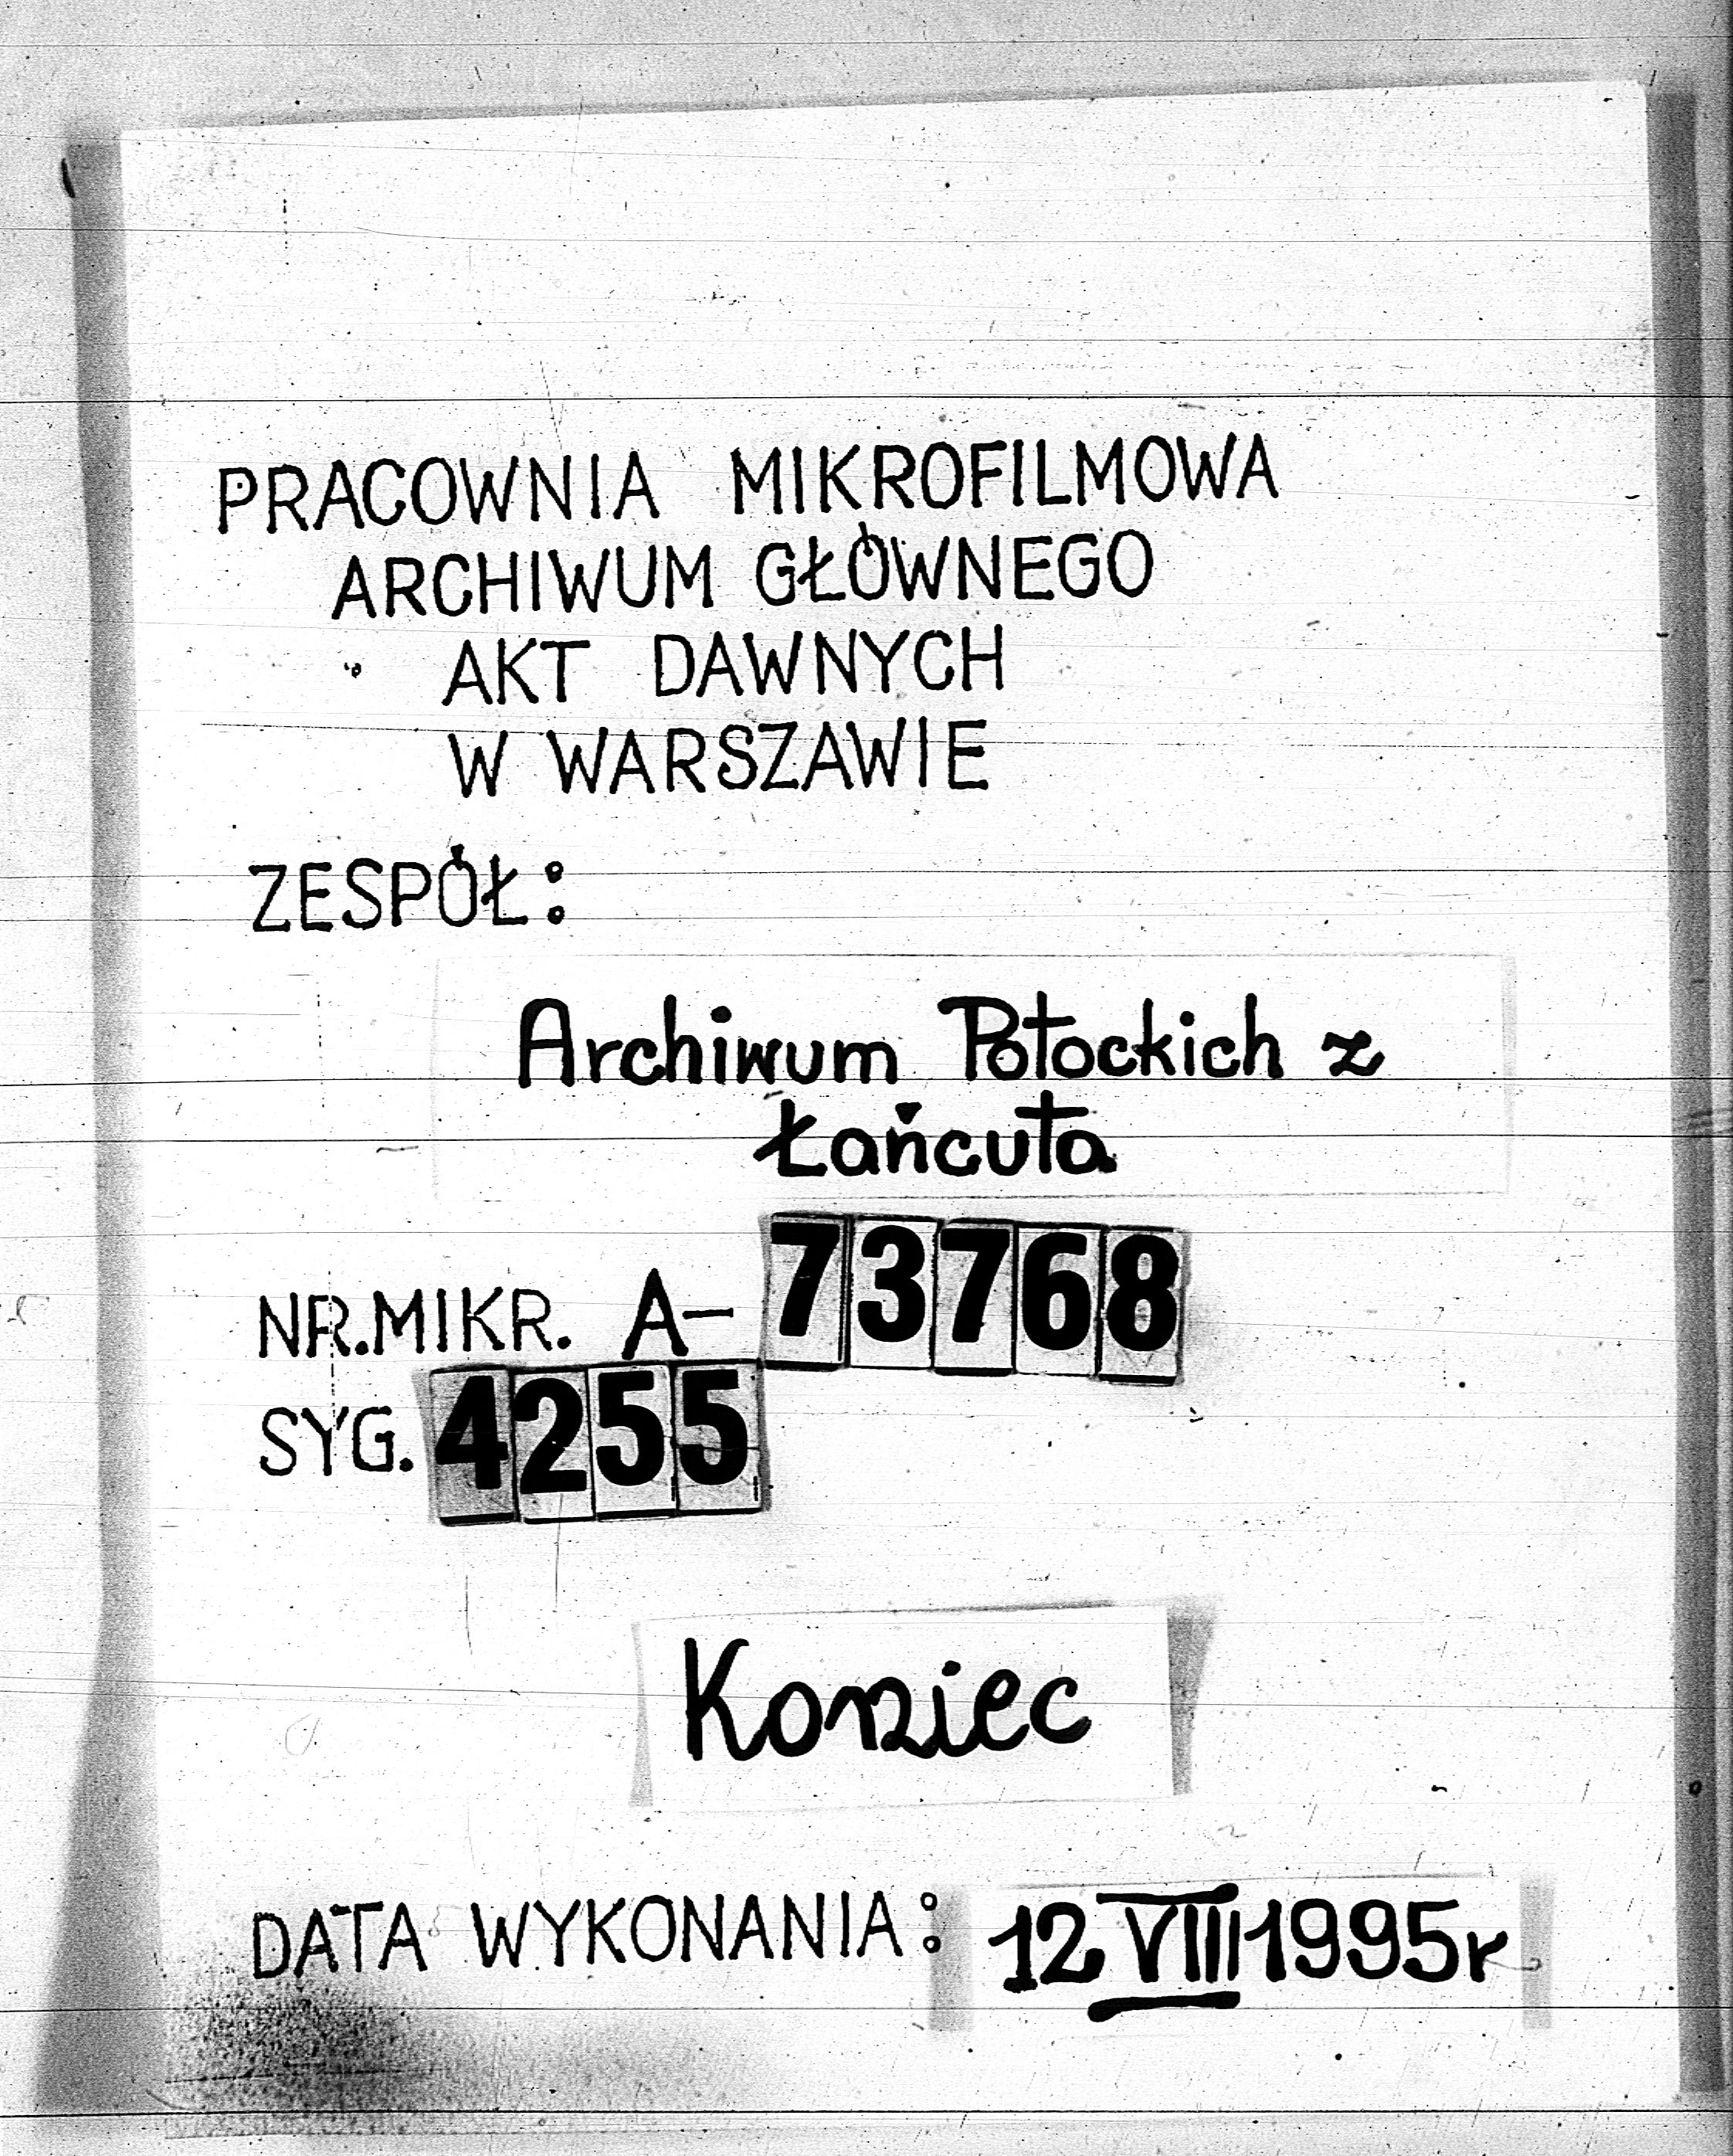 PRACOWNIA MIKROFILMOWA
ARCHIWUM GŁÓWNEGO
AKT DAWNYCH
W WARSZAWIE
ZESPÓŁ:
Archiwum Potockich z
Łańcuta
NR.MIKR. A-73768
SYG. 4255
Koniec
DATA WYKONANIA: 12 VII 1995r